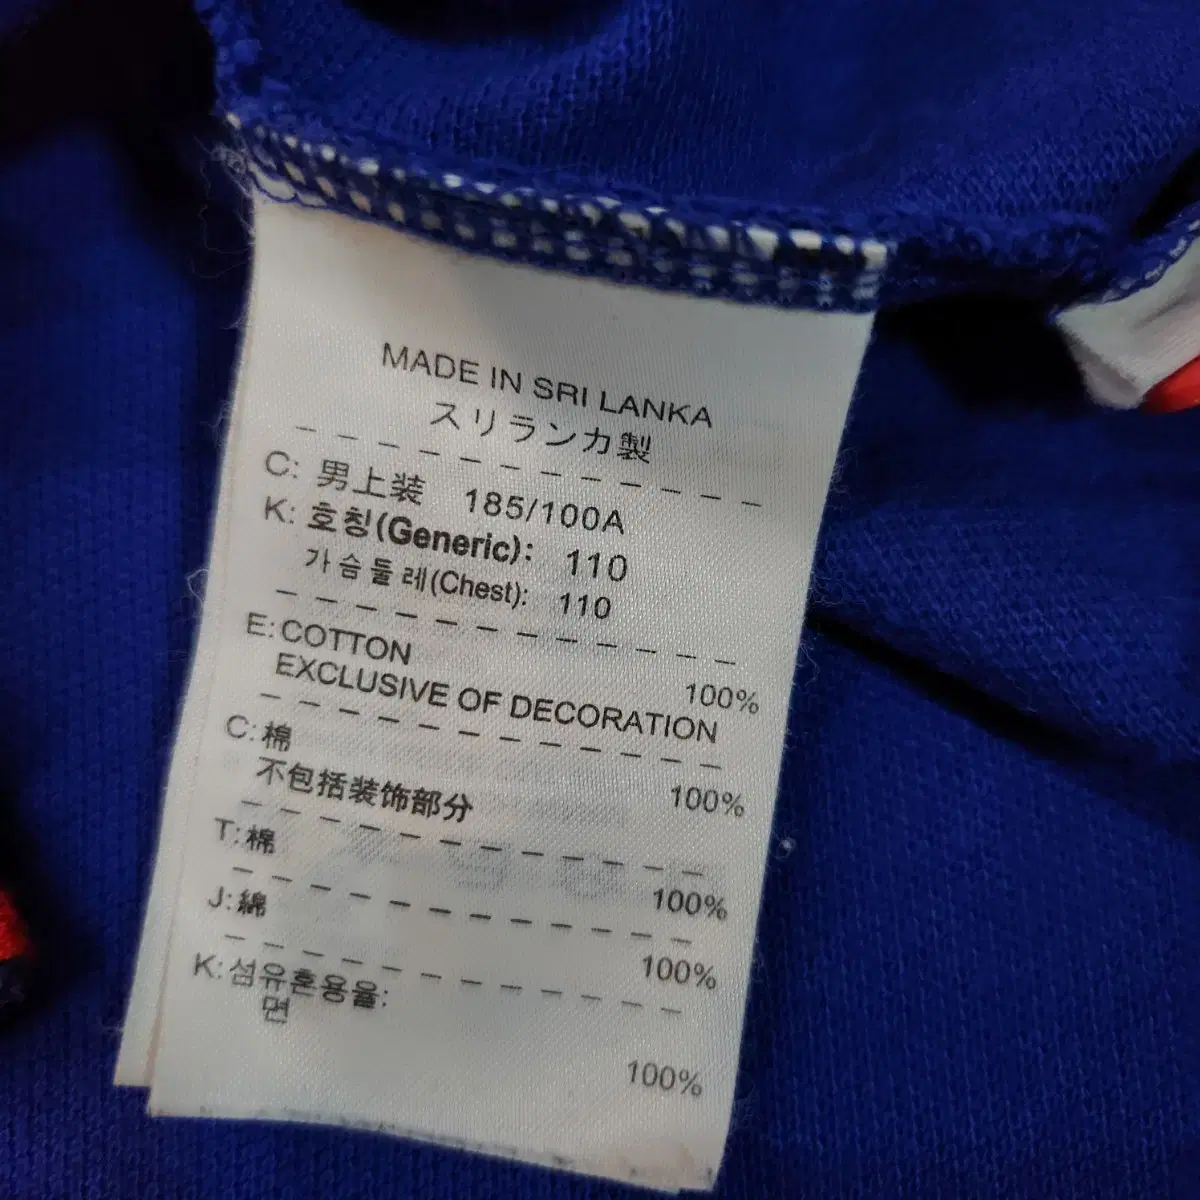 MADE IN SRI LANKA
スリランカ製
C: 男上装 185/100A
K: 호칭(Generic): 110
가슴둘레(Chest): 110
E: COTTON 100%
EXCLUSIVE OF DECORATION
C: 棉 100%
不包括装饰部分
T: 棉 100%
J: 綿 100%
K: 섬유혼용율:
면 100%